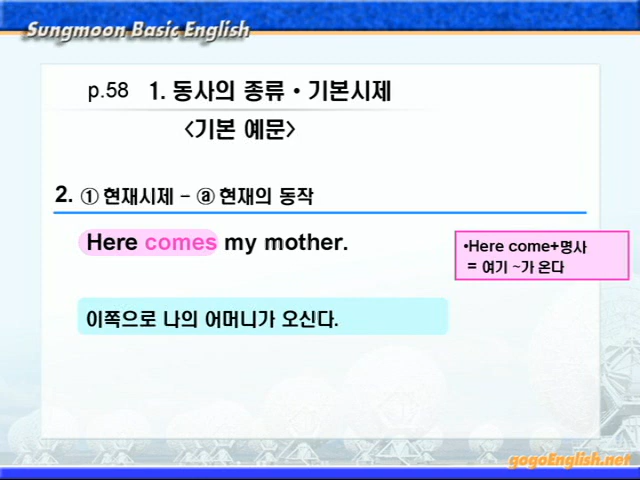 Sungmoon Basic English
p.58 1. 동사의 종류 • 기본시제
<기본 예문>
2. ① 현재시제 - ⓐ 현재의 동작
Here comes my mother.
•Here come+명사
= 여기 ~가 온다
이쪽으로 나의 어머니가 오신다.
gogoEnglish.net